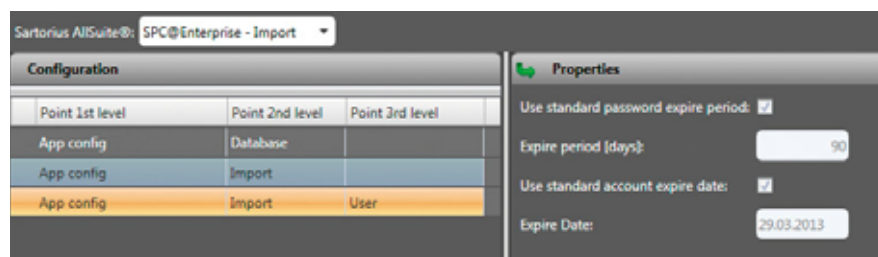 Sartorius AllSuite®: SPC@Enterprise - Import
Configuration
Point 1st level Point 2nd level Point 3rd level
App config Database
App config Import
App config Import User
Properties
Use standard password expire period:
Expire period [days]: 90
Use standard account expire date:
Expire Date: 29.03.2013